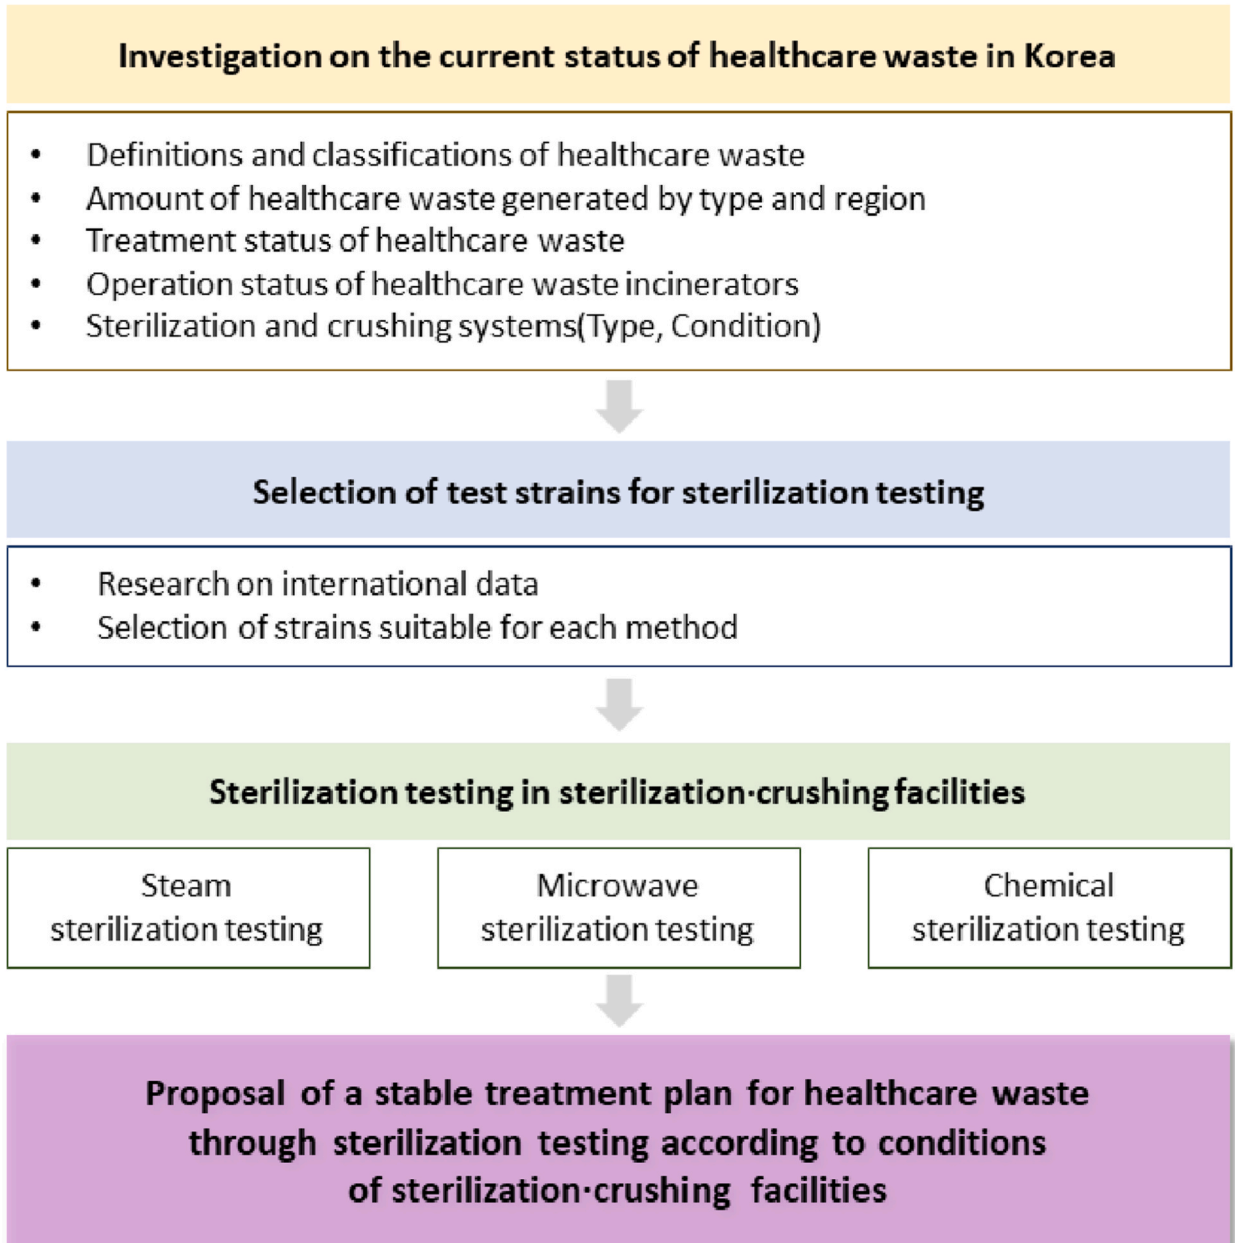 Investigation on the current status of healthcare waste in Korea
• Definitions and classifications of healthcare waste
• Amount of healthcare waste generated by type and region
• Treatment status of healthcare waste
• Operation status of healthcare waste incinerators
• Sterilization and crushing systems(Type, Condition)
Selection of test strains for sterilization testing
• Research on international data
• Selection of strains suitable for each method
Sterilization testing in sterilization·crushing facilities
Steam
sterilization testing
Microwave
sterilization testing
Chemical
sterilization testing
Proposal of a stable treatment plan for healthcare waste
through sterilization testing according to conditions
of sterilization·crushing facilities